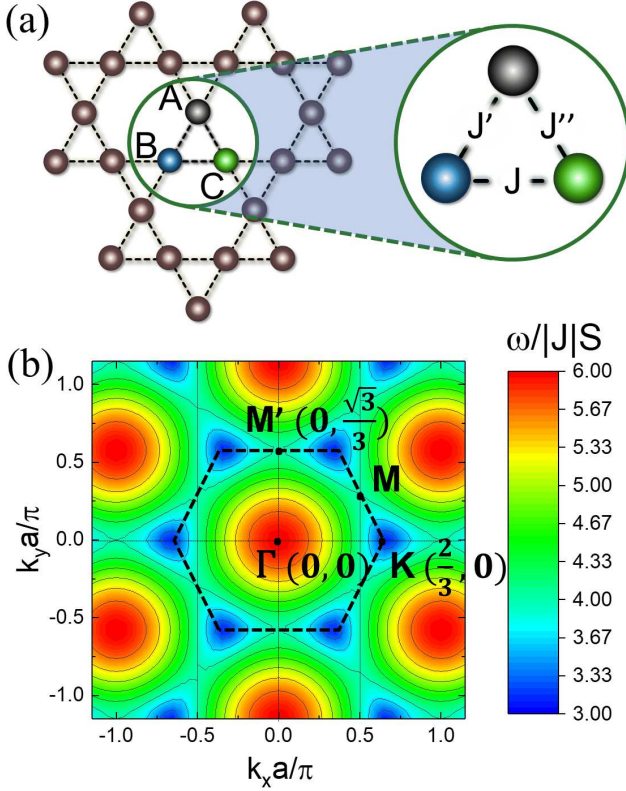 (a)
A
B
C
J' J''
J
(b)
ω/|J|S
M' (0, √3/3)
M
Γ (0, 0)
K (2/3, 0)
1.0
0.5
0.0
-0.5
-1.0
k_y a/π
-1.0 -0.5 0.0 0.5 1.0
k_x a/π
6.00
5.67
5.33
5.00
4.67
4.33
4.00
3.67
3.33
3.00